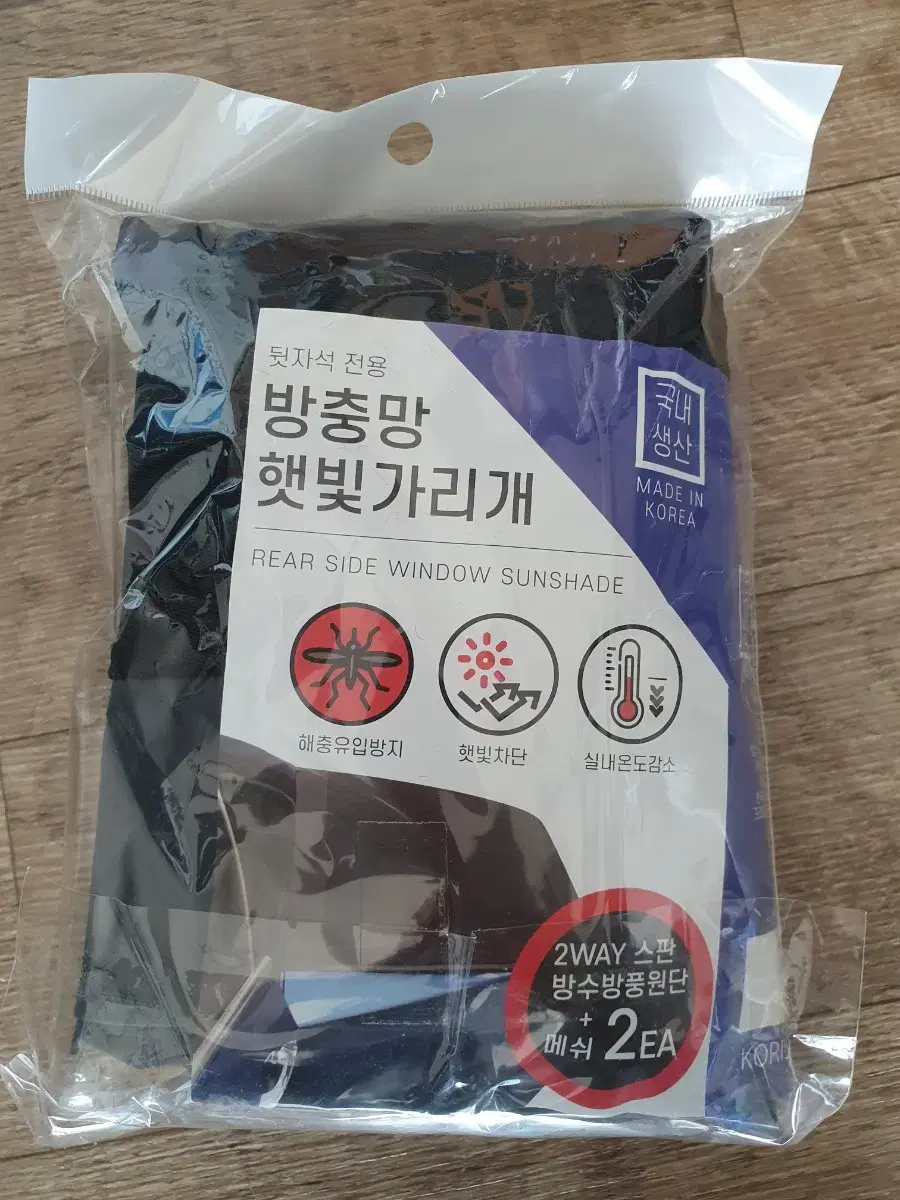 뒷자석 전용
방충망
햇빛가리개
REAR SIDE WINDOW SUNSHADE
국내
생산
MADE IN
KOREA
해충유입방지
햇빛차단
실내온도감소
2WAY 스판
방수방풍원단
+
메쉬 2EA